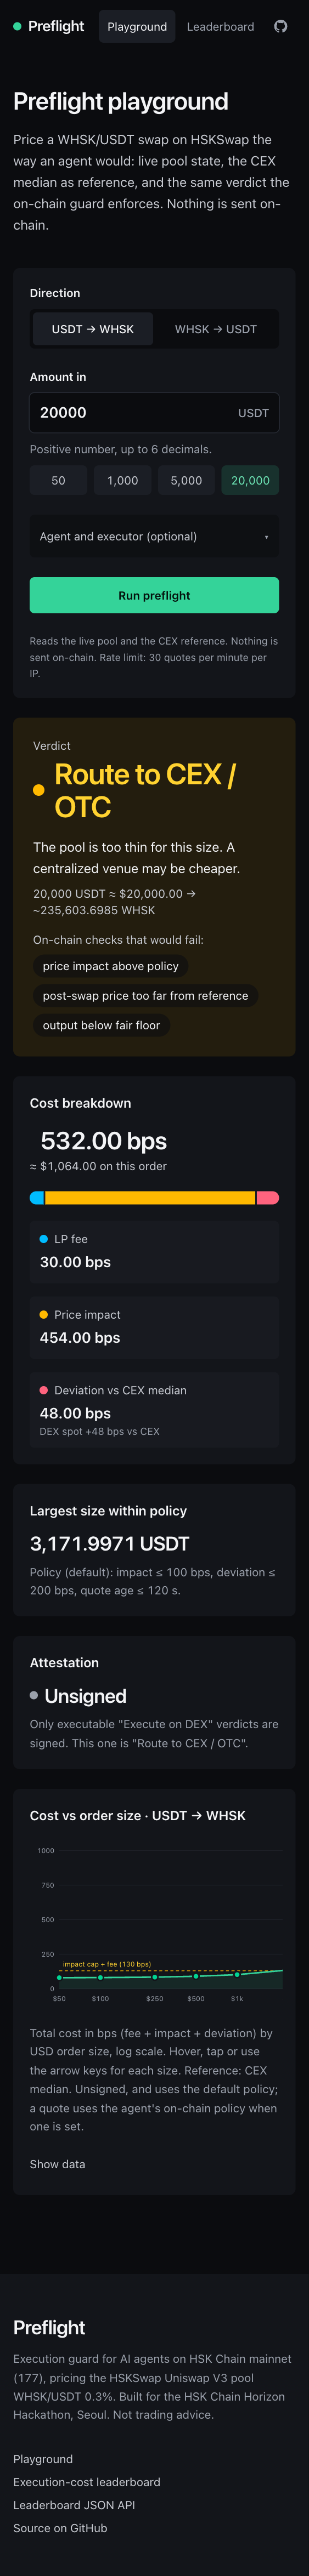 Preflight
Playground
Leaderboard
Preflight playground
Price a WHSK/USDT swap on HSKSwap the
way an agent would: live pool state, the CEX
median as reference, and the same verdict the
on-chain guard enforces. Nothing is sent on-
chain.
Direction
USDT → WHSK
WHSK → USDT
Amount in
20000
USDT
Positive number, up to 6 decimals.
50
1,000
5,000
20,000
Agent and executor (optional)
Run preflight
Reads the live pool and the CEX reference. Nothing is
sent on-chain. Rate limit: 30 quotes per minute per
IP.
Verdict
Route to CEX /
OTC
The pool is too thin for this size. A
centralized venue may be cheaper.
20,000 USDT ≈ $20,000.00 →
~235,603.6985 WHSK
On-chain checks that would fail:
price impact above policy
post-swap price too far from reference
output below fair floor
Cost breakdown
532.00 bps
≈ $1,064.00 on this order
LP fee
30.00 bps
Price impact
454.00 bps
Deviation vs CEX median
48.00 bps
DEX spot +48 bps vs CEX
Largest size within policy
3,171.9971 USDT
Policy (default): impact ≤ 100 bps, deviation ≤
200 bps, quote age ≤ 120 s.
Attestation
Unsigned
Only executable "Execute on DEX" verdicts are
signed. This one is "Route to CEX / OTC".
Cost vs order size · USDT → WHSK
1000
750
500
250
impact cap + fee (130 bps)
0
$50
$100
$250
$500
$1k
Total cost in bps (fee + impact + deviation) by
USD order size, log scale. Hover, tap or use
the arrow keys for each size. Reference: CEX
median. Unsigned, and uses the default policy;
a quote uses the agent's on-chain policy when
one is set.
Show data
Preflight
Execution guard for AI agents on HSK Chain mainnet
(177), pricing the HSKSwap Uniswap V3 pool
WHSK/USDT 0.3%. Built for the HSK Chain Horizon
Hackathon, Seoul. Not trading advice.
Playground
Execution-cost leaderboard
Leaderboard JSON API
Source on GitHub